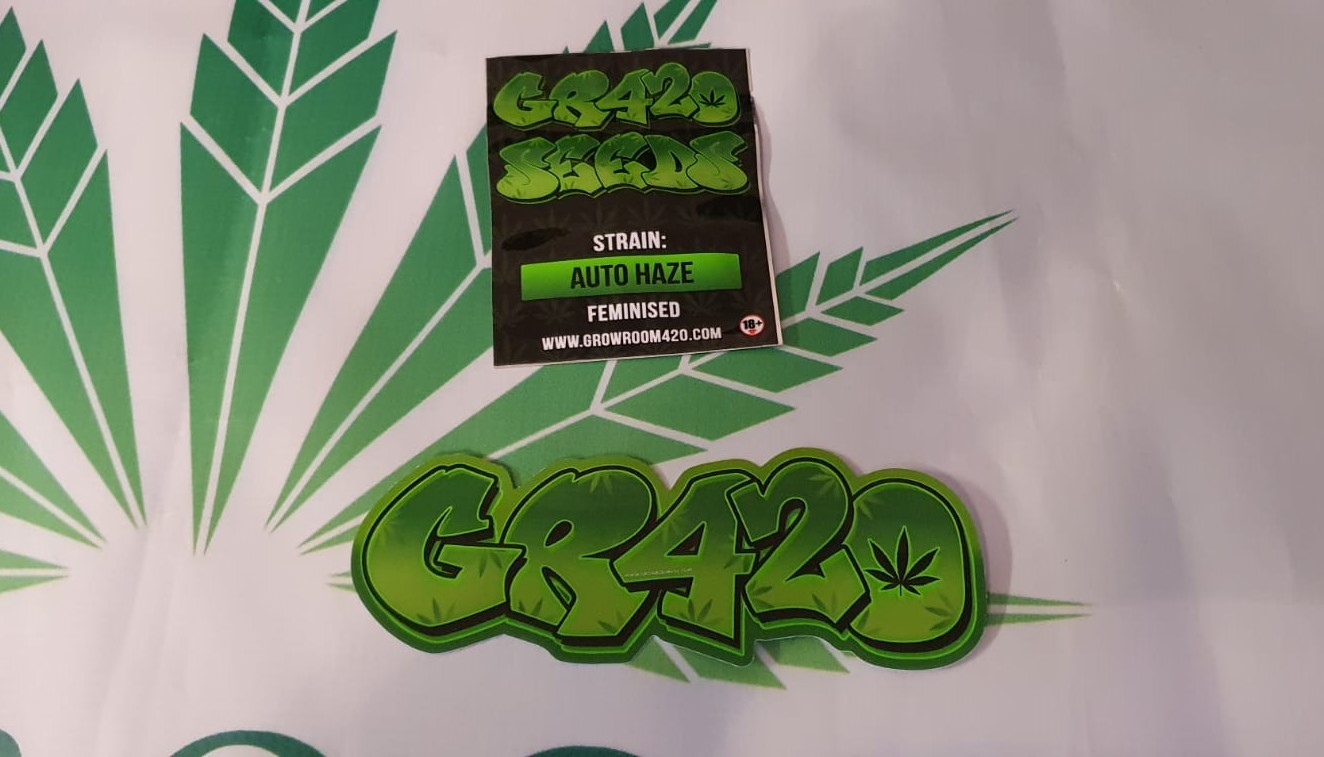 GR420
SEEDS
STRAIN:
AUTO HAZE
FEMINISED
WWW.GROWROOM420.COM
18+
GR420